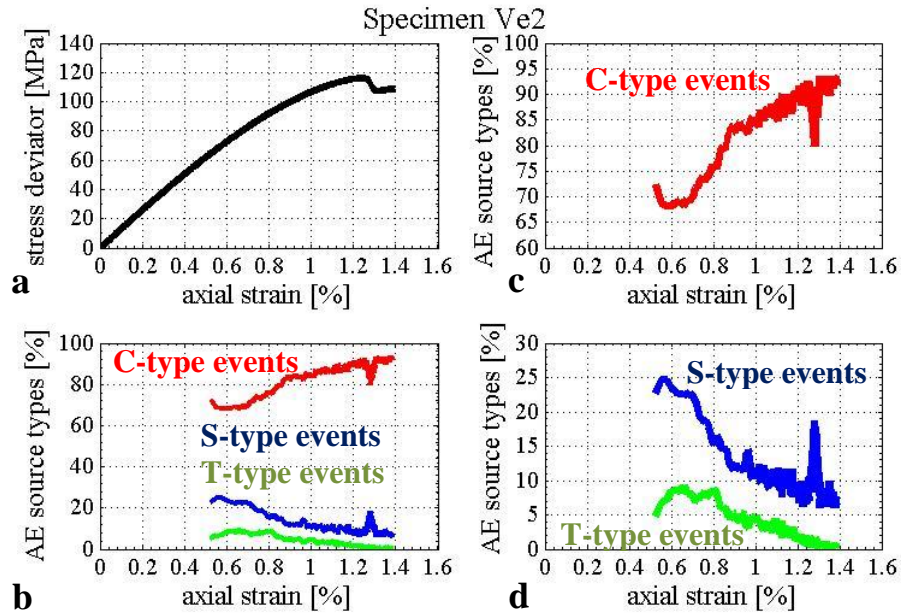 Specimen Ve2
stress deviator [MPa]
140
120
100
80
60
40
20
0
0 0.2 0.4 0.6 0.8 1 1.2 1.4 1.6
axial strain [%]
a
AE source types [%]
100
95
90
85
80
75
70
65
60
C-type events
0 0.2 0.4 0.6 0.8 1 1.2 1.4 1.6
axial strain [%]
c
AE source types [%]
100
80
60
40
20
0
C-type events
S-type events
T-type events
0 0.2 0.4 0.6 0.8 1 1.2 1.4 1.6
axial strain [%]
b
AE source types [%]
30
25
20
15
10
5
0
S-type events
T-type events
0 0.2 0.4 0.6 0.8 1 1.2 1.4 1.6
axial strain [%]
d